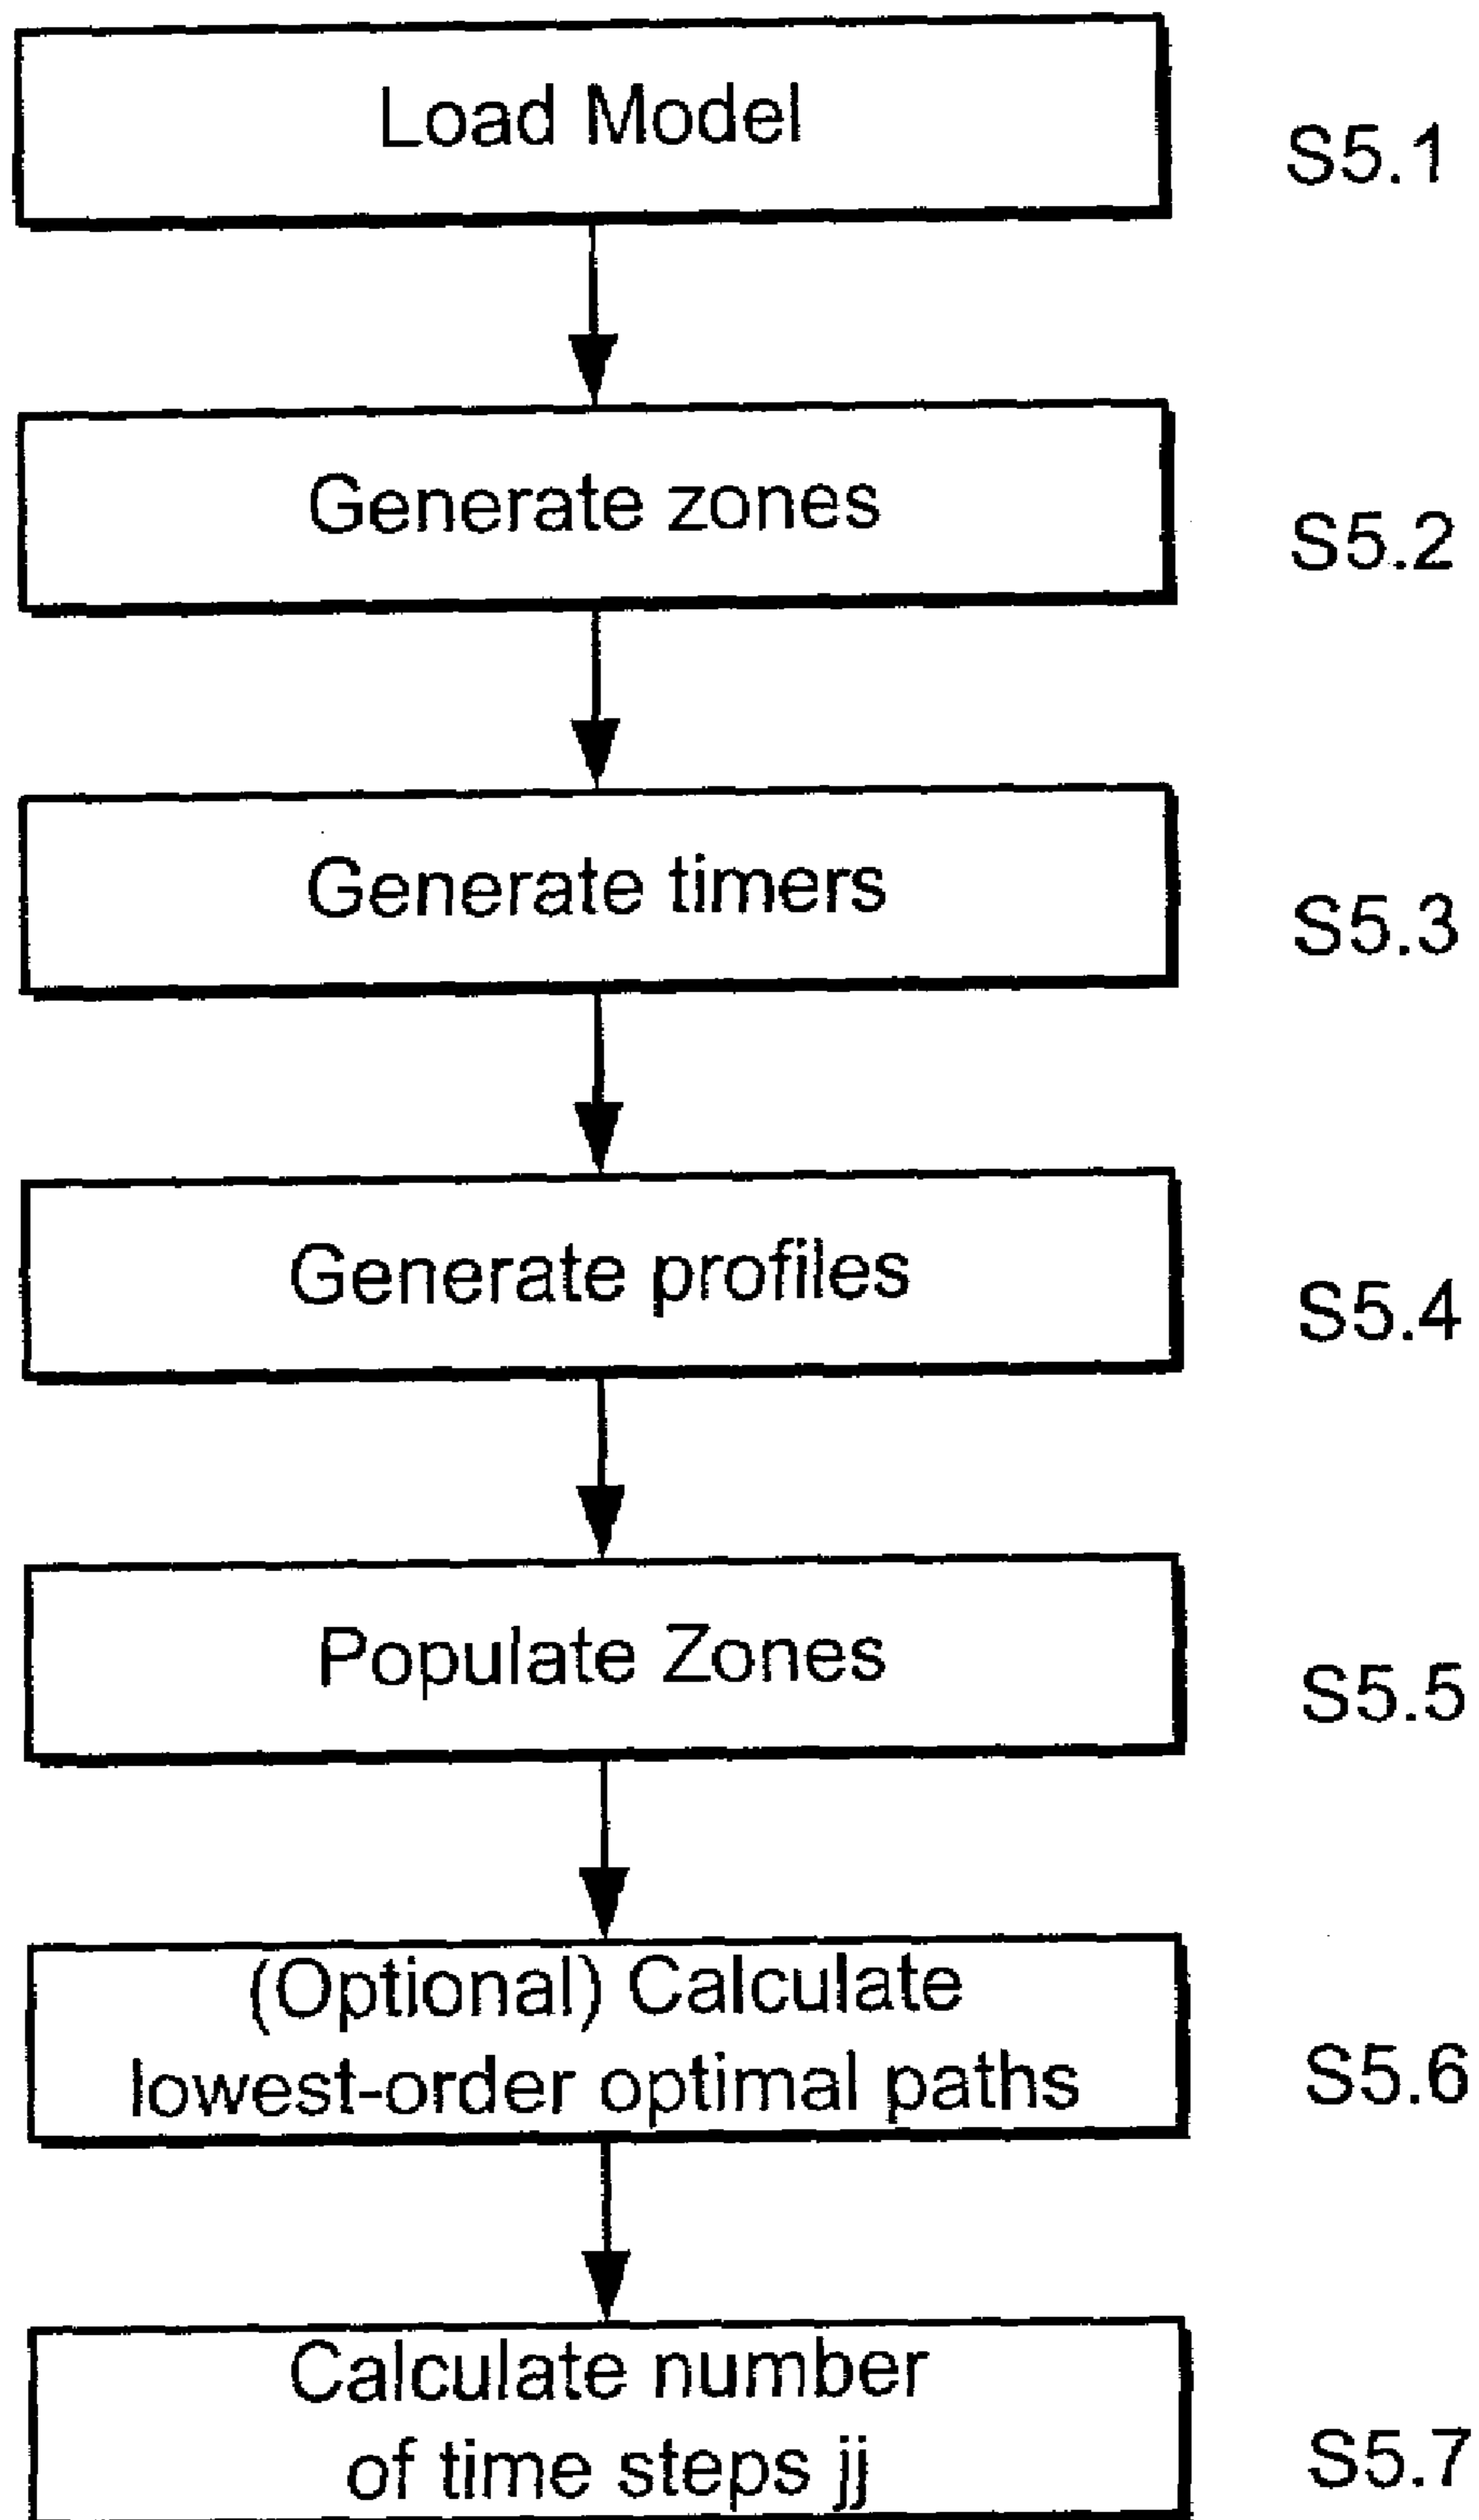 Load Model
S5.1
Generate zones
S5.2
Generate timers
S5.3
Generate profiles
S5.4
Populate Zones
S5.5
(Optional) Calculate
lowest-order optimal paths
S5.6
Calculate number
of time steps jj
S5.7